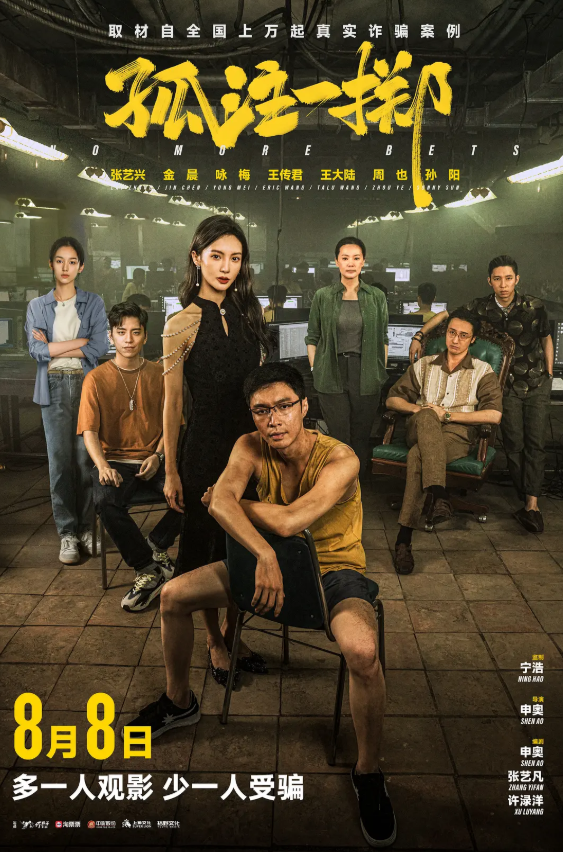 取材自全国上万起真实诈骗案例
孤注一掷
NO MORE BETS
张艺兴 金晨 咏梅 王传君 王大陆 周也 孙阳
/ JIN CHEN / YONG MEI / ERIC WANG / TALU WANG / ZHOU YE / SUNNY SUN
监制
宁浩
NING HAO
导演
申奥
SHEN AO
编剧
申奥
SHEN AO
张艺凡
ZHANG YIFAN
许渌洋
XU LUYANG
8月8日
多一人观影 少一人受骗
淘票票